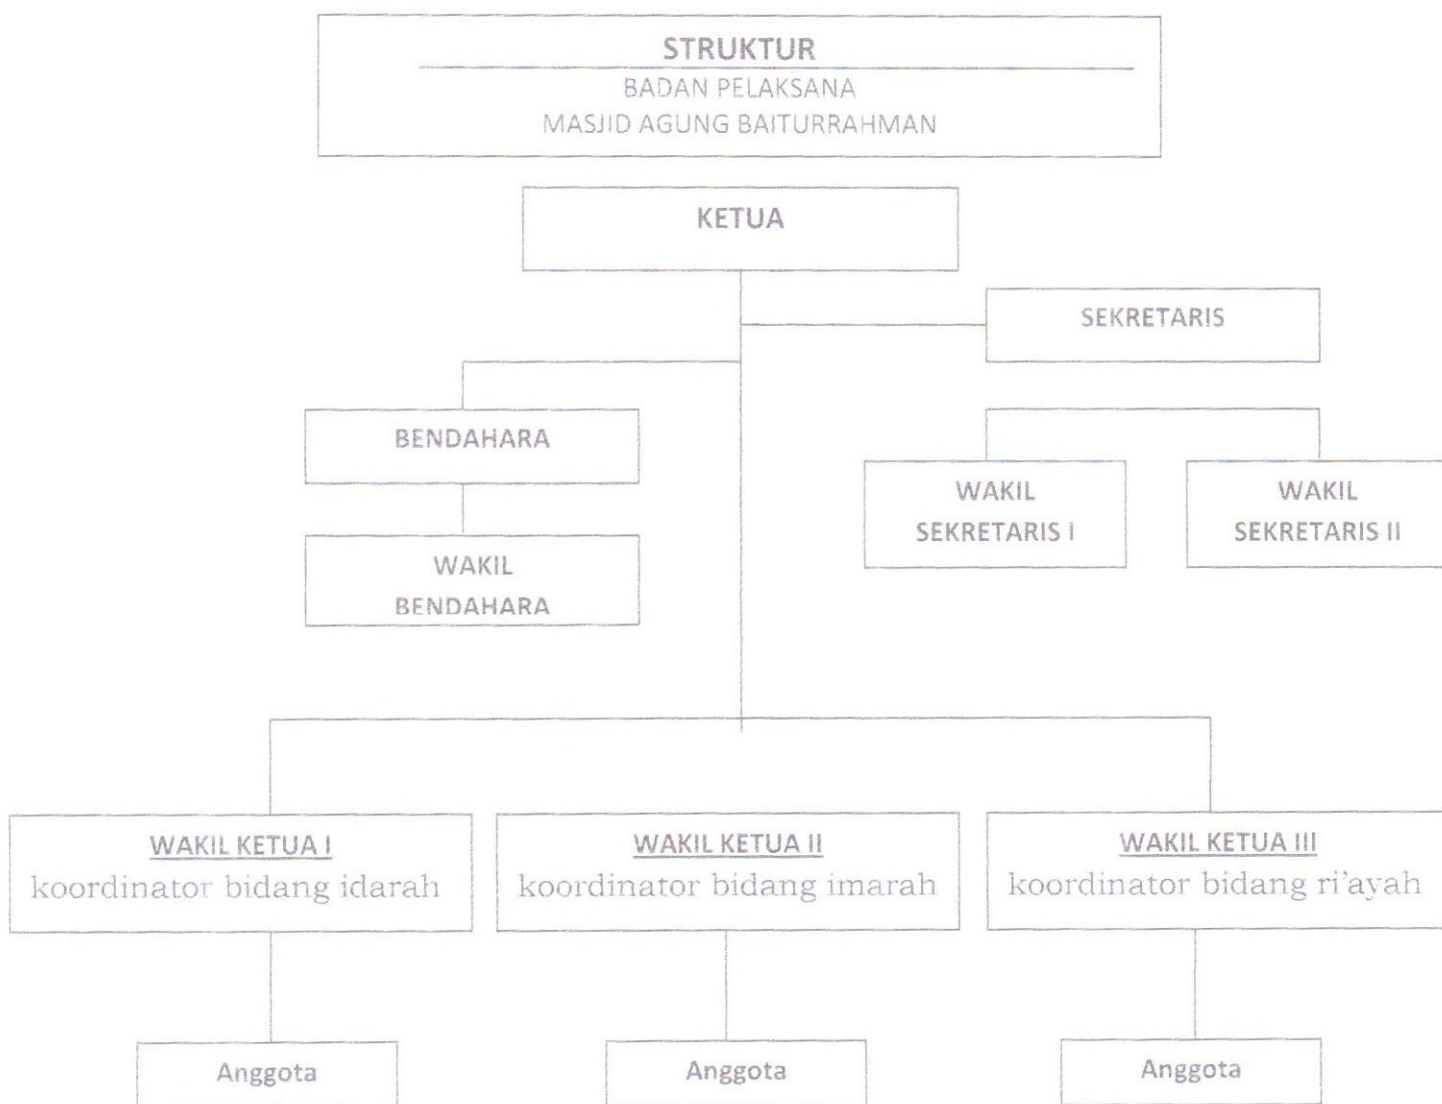 STRUKTUR
BADAN PELAKSANA
MASJID AGUNG BAITURRAHMAN
KETUA
SEKRETARIS
BENDAHARA
WAKIL
SEKRETARIS I
WAKIL
SEKRETARIS II
WAKIL
BENDAHARA
WAKIL KETUA I
koordinator bidang idarah
WAKIL KETUA II
koordinator bidang imarah
WAKIL KETUA III
koordinator bidang ri'ayah
Anggota
Anggota
Anggota